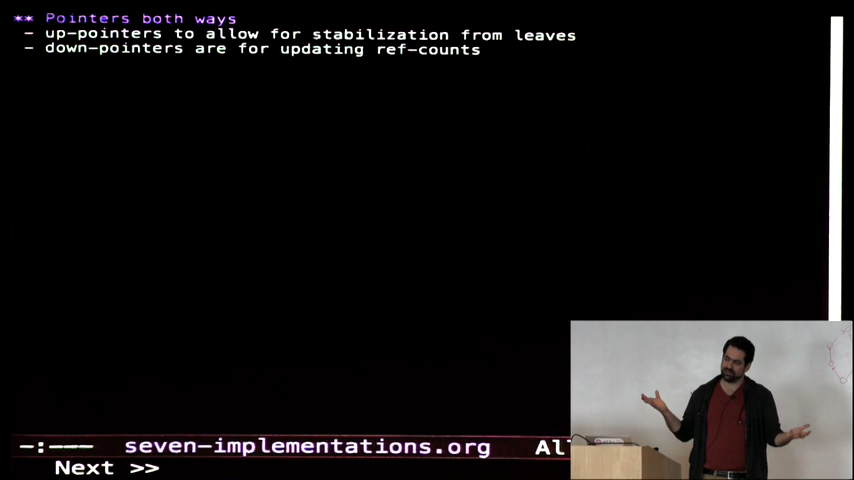 ** Pointers both ways
- up-pointers to allow for stabilization from leaves
- down-pointers are for updating ref-counts
-:--- seven-implementations.org Al
Next >>